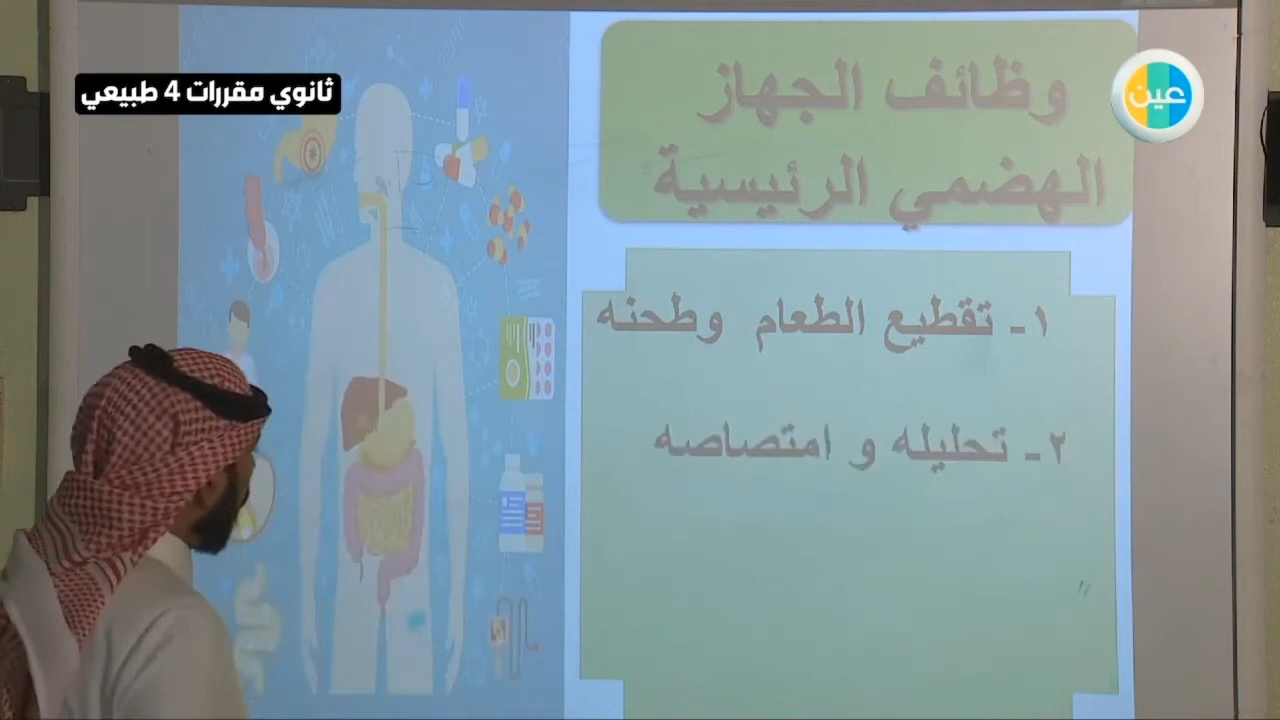 ثانوي مقررات 4 طبيعي
عين
وظائف الجهاز
الهضمي الرئيسية
١- تقطيع الطعام وطحنه
٢- تحليله و امتصاصه